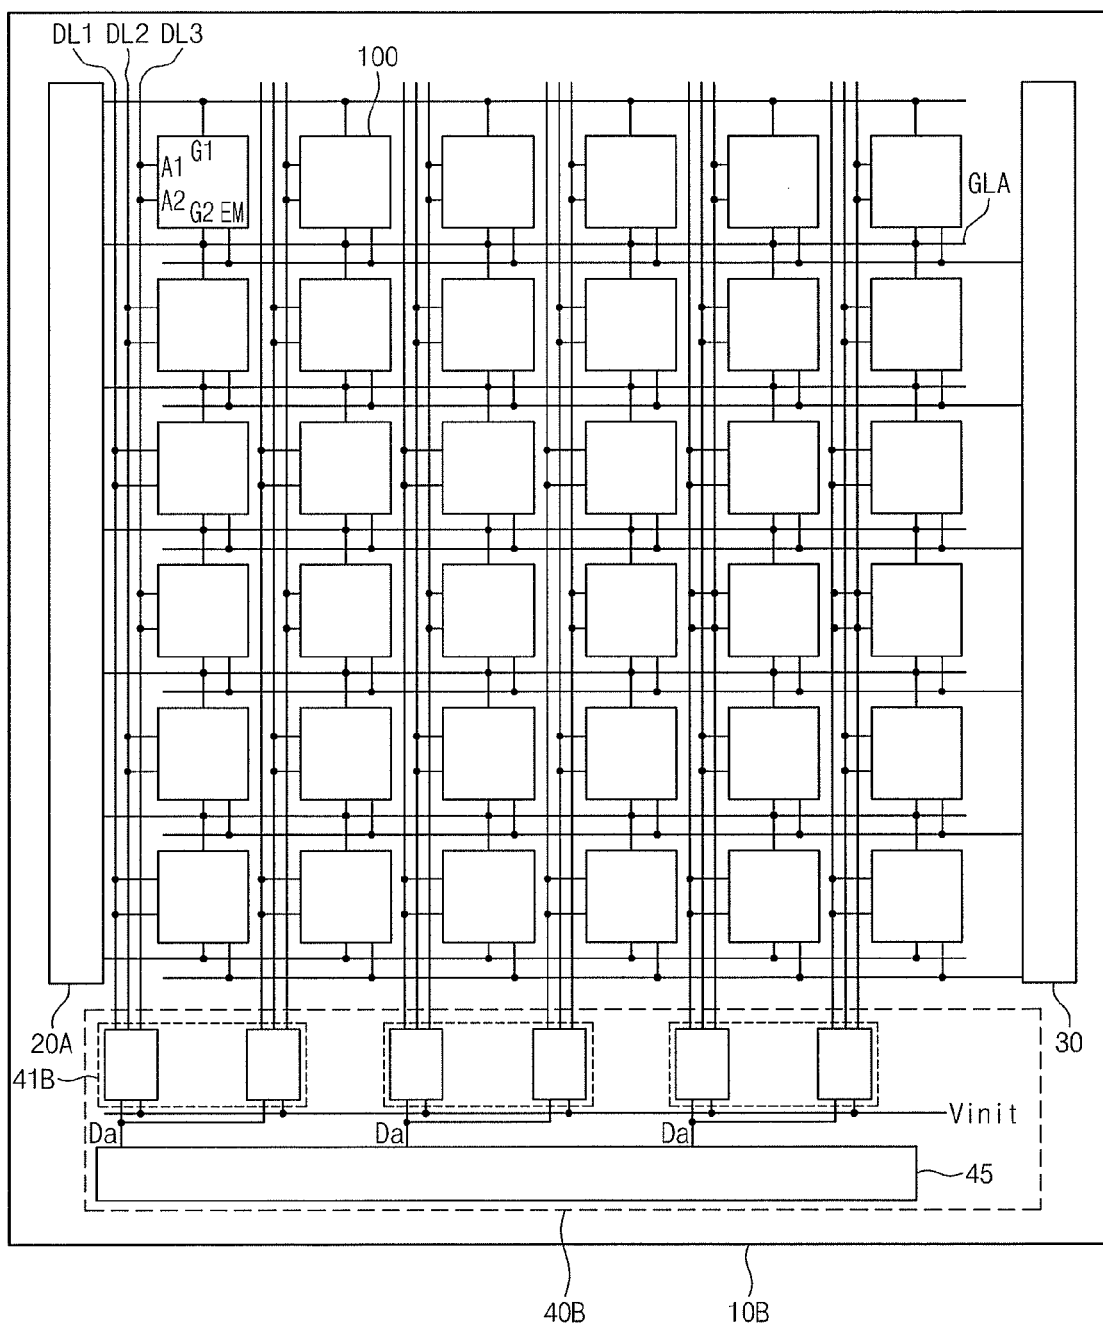 DL1 DL2 DL3
100
G1
A1
A2
G2 EM
GLA
20A
30
41B
Vinit
Da Da Da
45
40B
10B